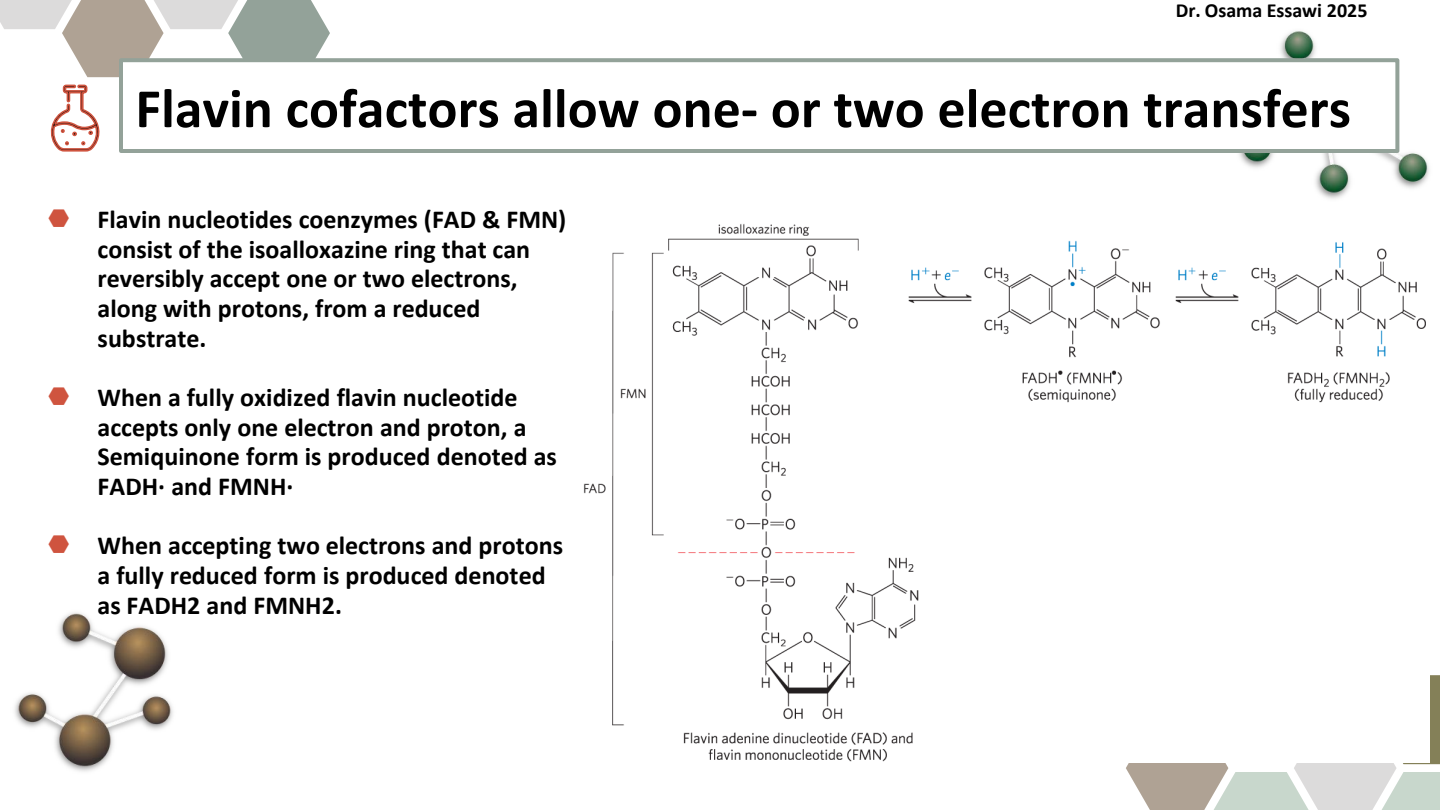 Dr. Osama Essawi 2025
Flavin cofactors allow one- or two electron transfers
Flavin nucleotides coenzymes (FAD & FMN)
consist of the isoalloxazine ring that can
reversibly accept one or two electrons,
along with protons, from a reduced
substrate.
When a fully oxidized flavin nucleotide
accepts only one electron and proton, a
Semiquinone form is produced denoted as
FADH· and FMNH·
When accepting two electrons and protons
a fully reduced form is produced denoted
as FADH2 and FMNH2.
isoalloxazine ring
FMN
FAD
CH₃
CH₃
N
O
NH
N
N
O
CH₂
HCOH
HCOH
HCOH
CH₂
O
⁻O—P=O
O
⁻O—P=O
O
CH₂
O
H
H
H
H
OH
OH
NH₂
N
N
N
N
Flavin adenine dinucleotide (FAD) and
flavin mononucleotide (FMN)
H⁺ + e⁻
CH₃
CH₃
H
N⁺
•
O⁻
NH
N
N
O
R
FADH• (FMNH•)
(semiquinone)
H⁺ + e⁻
CH₃
CH₃
H
N
O
NH
N
N
O
R
H
FADH₂ (FMNH₂)
(fully reduced)